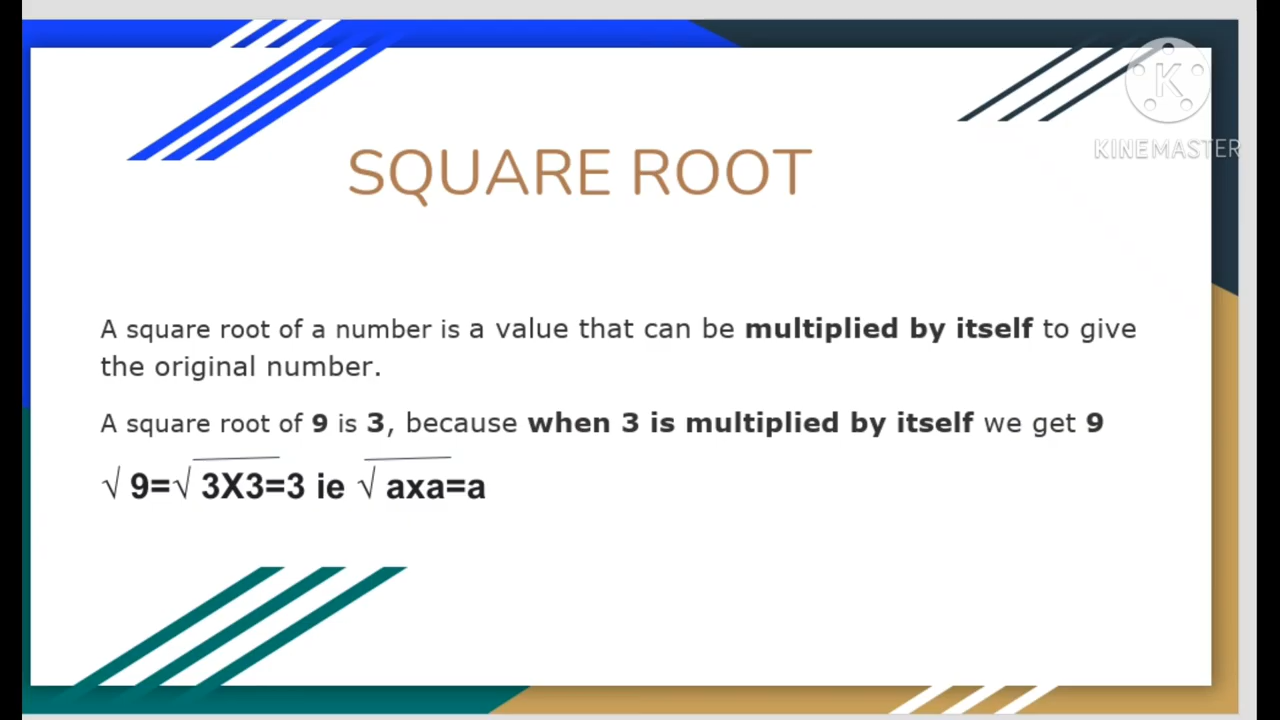 K
KINEMASTER
SQUARE ROOT
A square root of a number is a value that can be multiplied by itself to give
the original number.
A square root of 9 is 3, because when 3 is multiplied by itself we get 9
√ 9=√ 3X3=3 ie √ axa=a